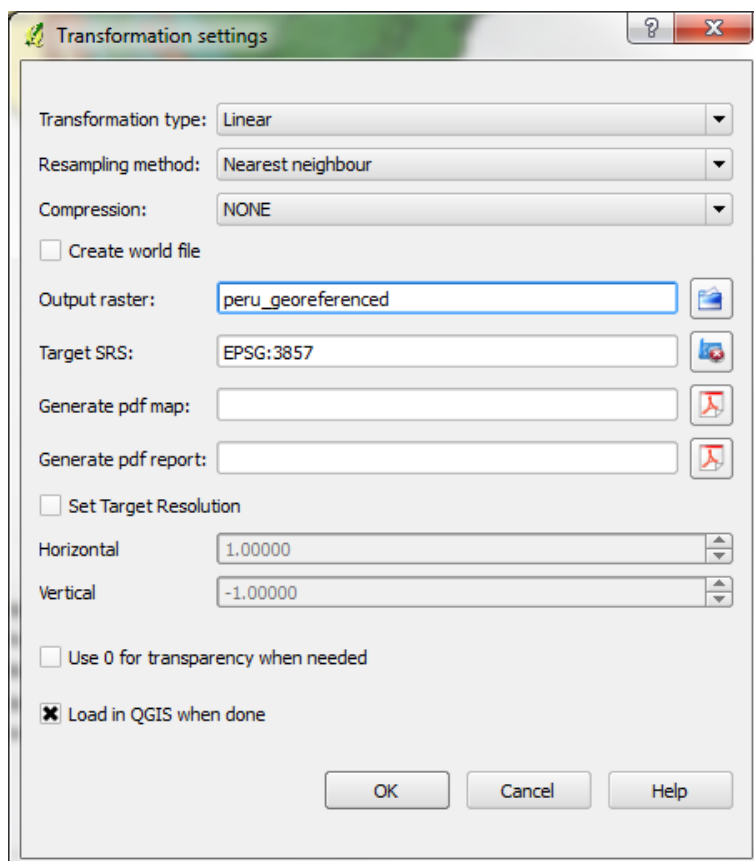 Transformation settings
Transformation type: Linear
Resampling method: Nearest neighbour
Compression: NONE
Create world file
Output raster: peru_georeferenced
Target SRS: EPSG:3857
Generate pdf map:
Generate pdf report:
Set Target Resolution
Horizontal 1.00000
Vertical -1.00000
Use 0 for transparency when needed
Load in QGIS when done
OK Cancel Help